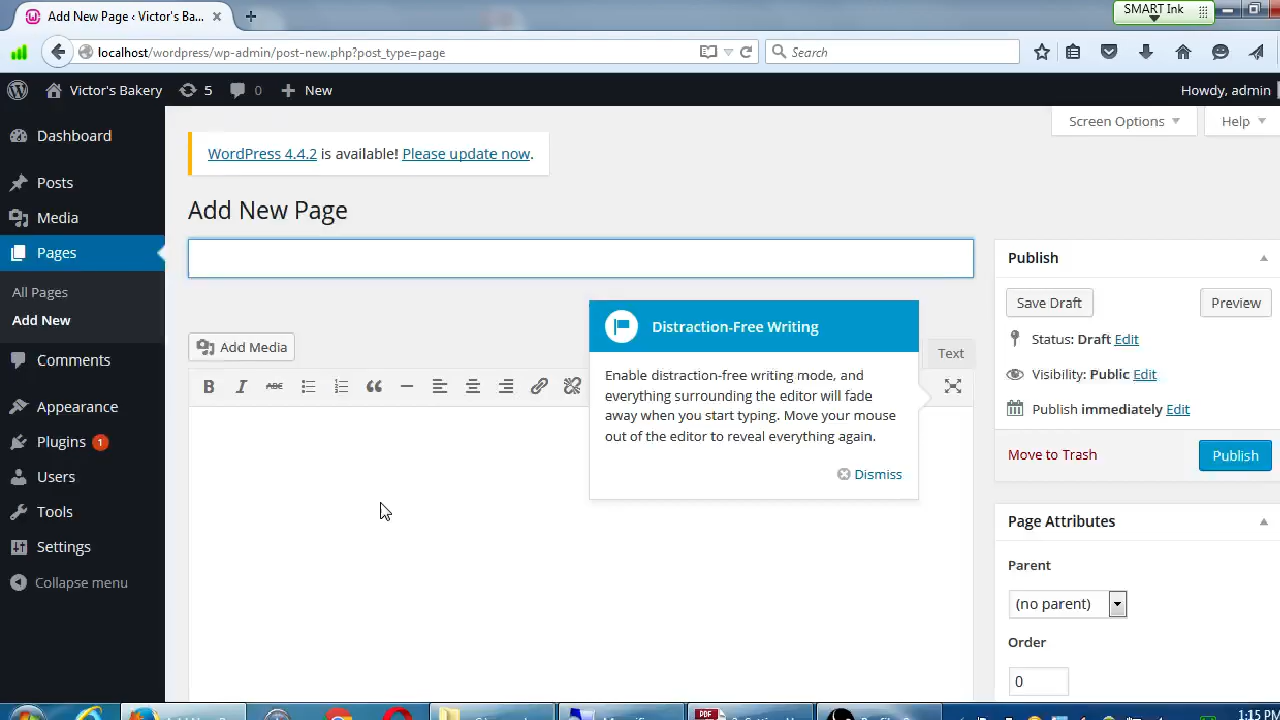 Add New Page ‹ Victor's Ba...
SMART Ink
localhost/wordpress/wp-admin/post-new.php?post_type=page
Search
Victor's Bakery
5
0
New
Howdy, admin
Dashboard
Posts
Media
Pages
All Pages
Add New
Comments
Appearance
Plugins 1
Users
Tools
Settings
Collapse menu
Screen Options
Help
WordPress 4.4.2 is available! Please update now.
Add New Page
Add Media
Text
ABC
Distraction-Free Writing
Enable distraction-free writing mode, and
everything surrounding the editor will fade
away when you start typing. Move your mouse
out of the editor to reveal everything again.
Dismiss
Publish
Save Draft
Preview
Status: Draft Edit
Visibility: Public Edit
Publish immediately Edit
Move to Trash
Publish
Page Attributes
Parent
(no parent)
Order
0
PDF
1:15 PM